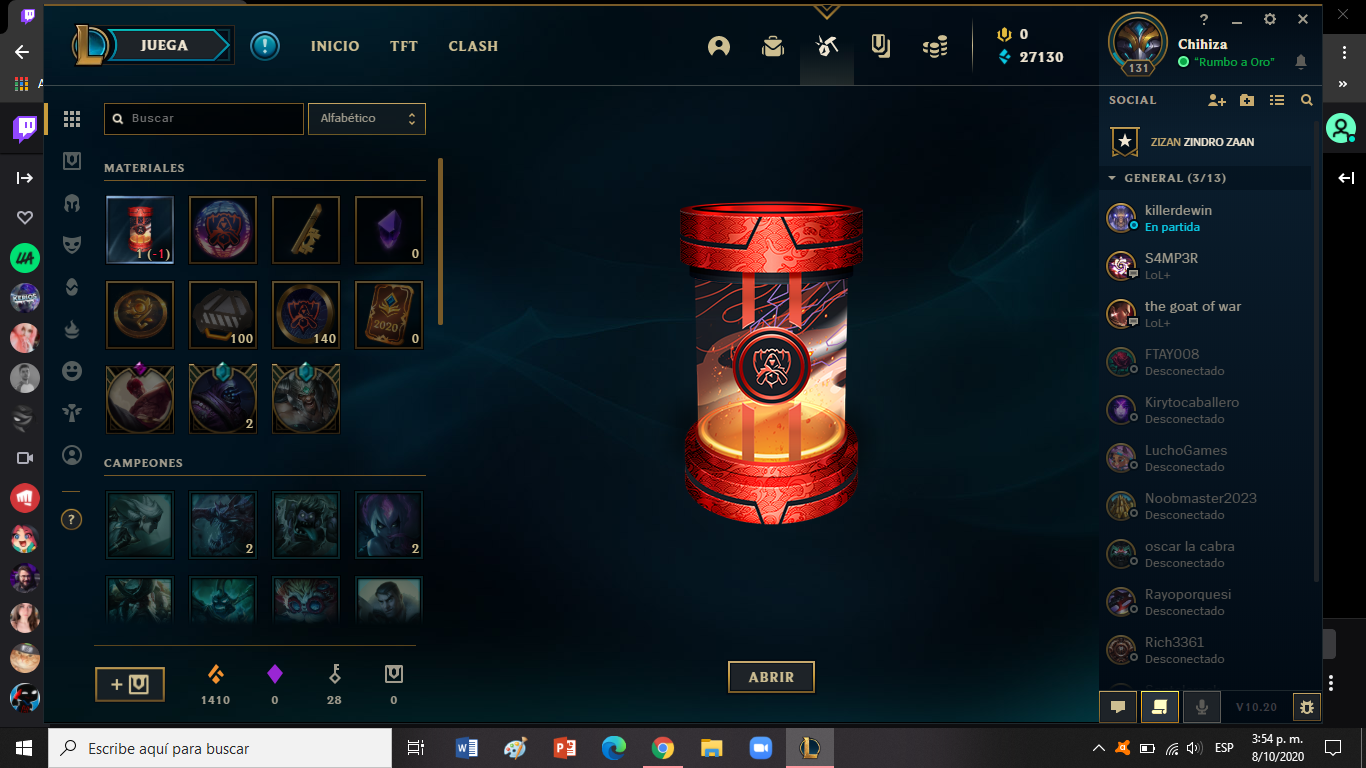 JUEGA
INICIO
TFT
CLASH
0
27130
131
Chihiza
"Rumbo a Oro"
Buscar
Alfabético
MATERIALES
1 (-1)
0
100
140
2020
0
2
CAMPEONES
2
2
1410
0
28
0
ABRIR
SOCIAL
ZIZAN ZINDRO ZAAN
GENERAL (3/13)
killerdewin
En partida
S4MP3R
LoL+
the goat of war
LoL+
FTAY008
Desconectado
Kirytocaballero
Desconectado
LuchoGames
Desconectado
Noobmaster2023
Desconectado
oscar la cabra
Desconectado
Rayoporquesi
Desconectado
Rich3361
Desconectado
V10.20
Escribe aquí para buscar
ESP
3:54 p. m.
8/10/2020